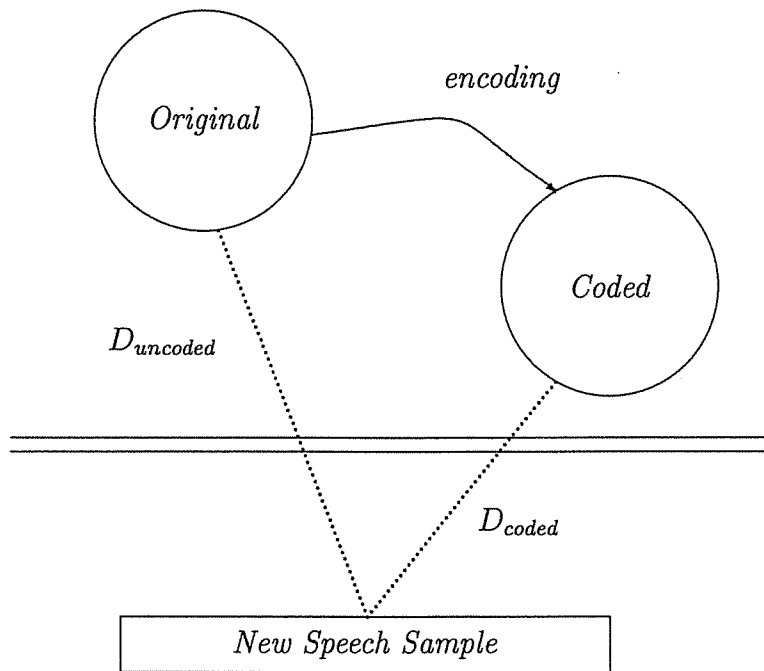 encoding
Original
Coded
D_uncoded
D_coded
New Speech Sample